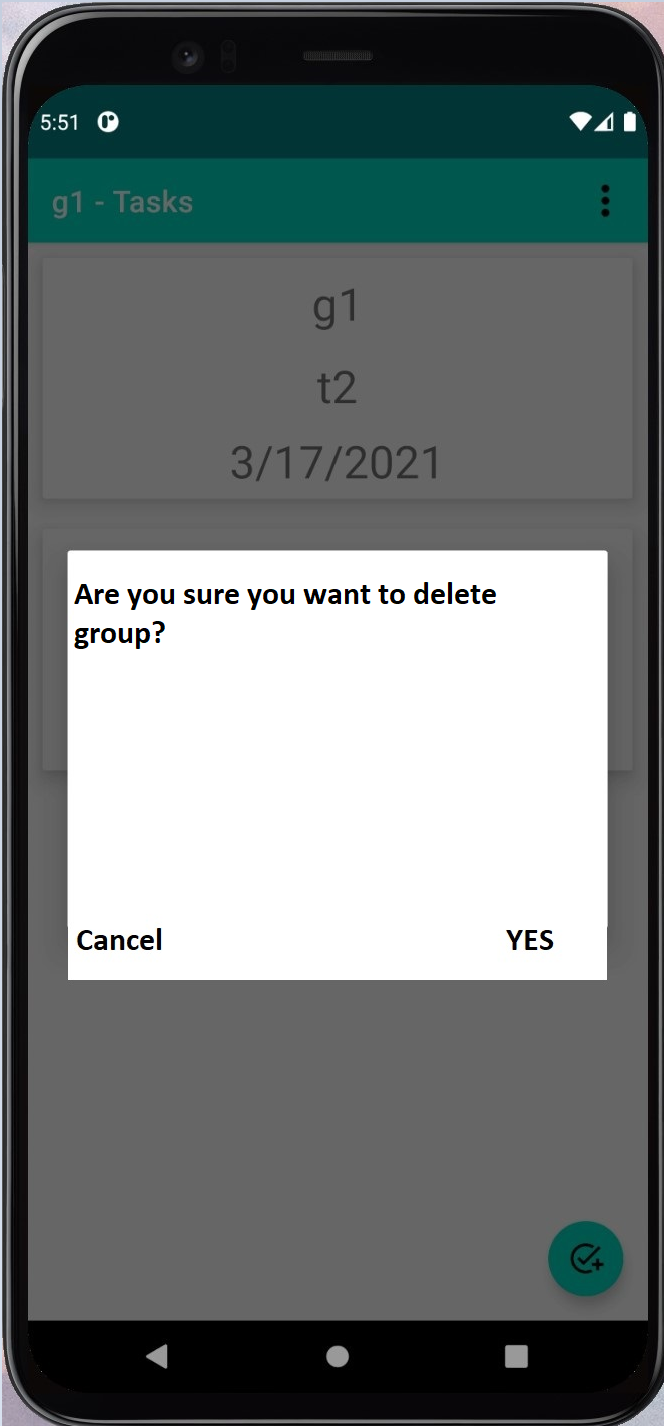 5:51
g1 - Tasks
g1
t2
3/17/2021
Are you sure you want to delete
group?
Cancel
YES